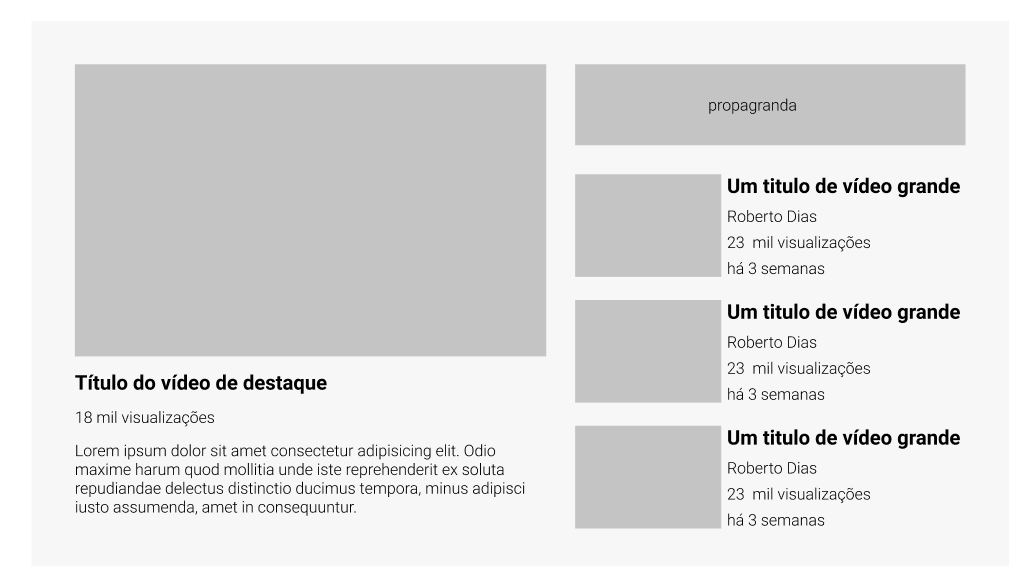 Título do vídeo de destaque
18 mil visualizações
Lorem ipsum dolor sit amet consectetur adipisicing elit. Odio
maxime harum quod mollitia unde iste reprehenderit ex soluta
repudiandae delectus distinctio ducimus tempora, minus adipisci
iusto assumenda, amet in consequuntur.
propagranda
Um titulo de vídeo grande
Roberto Dias
23  mil visualizações
há 3 semanas
Um titulo de vídeo grande
Roberto Dias
23  mil visualizações
há 3 semanas
Um titulo de vídeo grande
Roberto Dias
23  mil visualizações
há 3 semanas